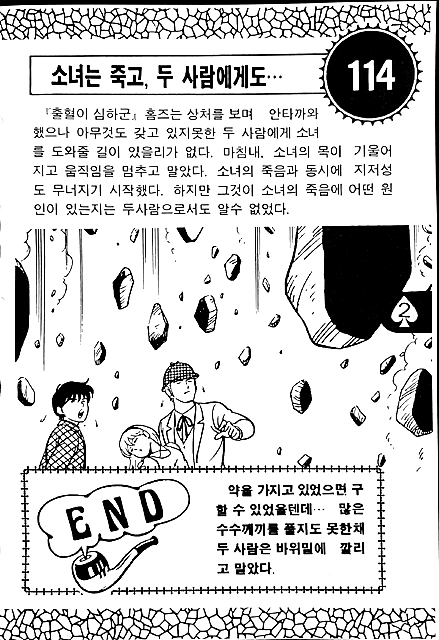 소녀는 죽고, 두 사람에게도…
114
『출혈이 심하군』 홈즈는 상처를 보며 안타까와
했으나 아무것도 갖고 있지못한 두 사람에게 소녀
를 도와줄 길이 있을리가 없다. 마침내, 소녀의 목이 기울어
지고 움직임을 멈추고 말았다. 소녀의 죽음과 동시에 지저성
도 무너지기 시작했다. 하지만 그것이 소녀의 죽음에 어떤 원
인이 있는지는 두사람으로서도 알수 없었다.
2
END
약을 가지고 있었으면 구
할 수 있었을텐데… 많은
수수께끼를 풀지도 못한채
두 사람은 바위밑에 깔리
고 말았다.